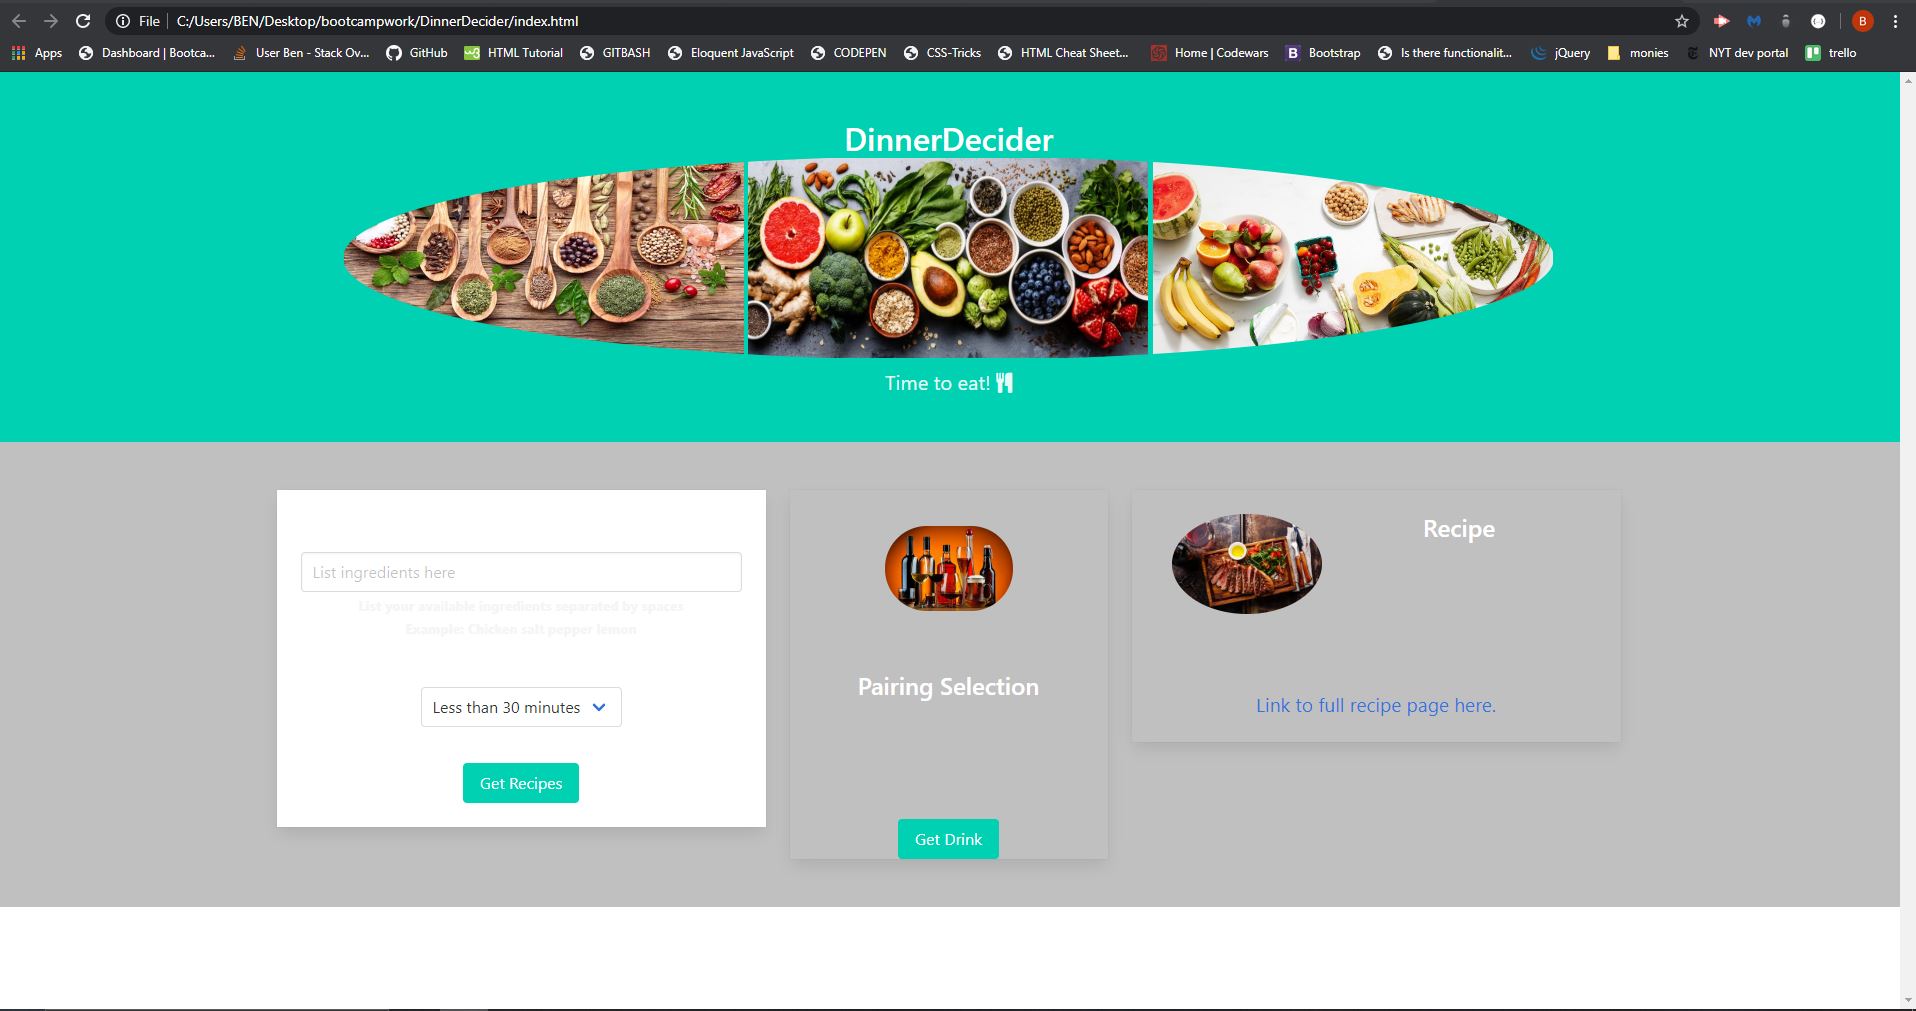 File C:/Users/BEN/Desktop/bootcampwork/DinnerDecider/index.html B
Apps Dashboard | Bootca... User Ben - Stack Ov... GitHub HTML Tutorial GITBASH Eloquent JavaScript CODEPEN CSS-Tricks HTML Cheat Sheet... Home | Codewars B Bootstrap Is there functionalit... jQuery monies NYT dev portal trello
DinnerDecider
Time to eat!
List ingredients here
List your available ingredients separated by spaces
Example: Chicken salt pepper lemon
Less than 30 minutes
Get Recipes
Pairing Selection
Get Drink
Recipe
Link to full recipe page here.